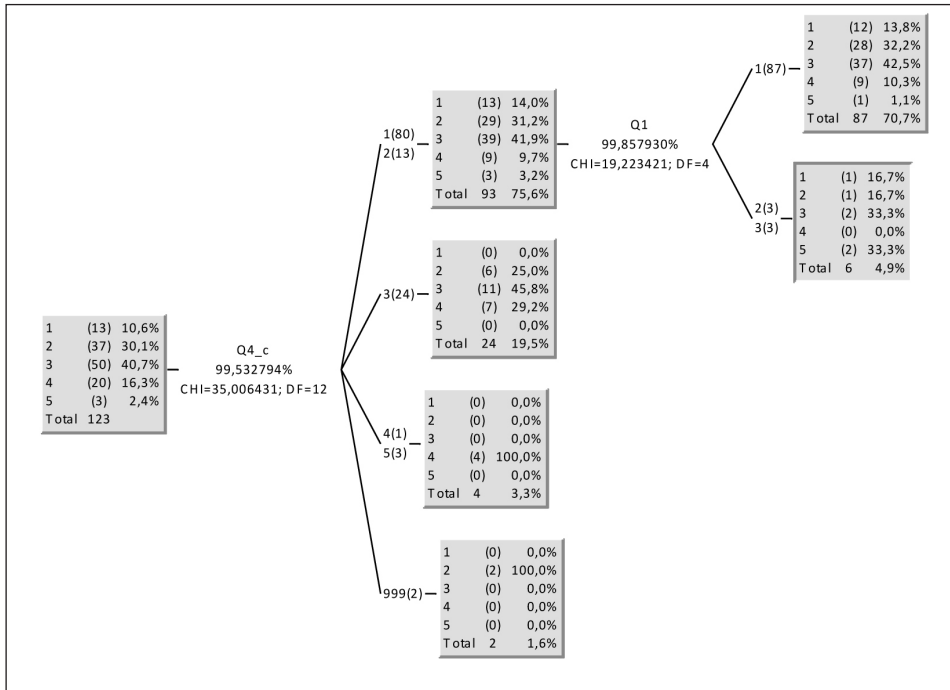 1 (13) 10,6%
2 (37) 30,1%
3 (50) 40,7%
4 (20) 16,3%
5 (3) 2,4%
Total 123
Q4_c
99,532794%
CHI=35,006431; DF=12
1(80)
2(13)
1 (13) 14,0%
2 (29) 31,2%
3 (39) 41,9%
4 (9) 9,7%
5 (3) 3,2%
Total 93 75,6%
Q1
99,857930%
CHI=19,223421; DF=4
1(87)
1 (12) 13,8%
2 (28) 32,2%
3 (37) 42,5%
4 (9) 10,3%
5 (1) 1,1%
Total 87 70,7%
2(3)
3(3)
1 (1) 16,7%
2 (1) 16,7%
3 (2) 33,3%
4 (0) 0,0%
5 (2) 33,3%
Total 6 4,9%
3(24)
1 (0) 0,0%
2 (6) 25,0%
3 (11) 45,8%
4 (7) 29,2%
5 (0) 0,0%
Total 24 19,5%
4(1)
5(3)
1 (0) 0,0%
2 (0) 0,0%
3 (0) 0,0%
4 (4) 100,0%
5 (0) 0,0%
Total 4 3,3%
999(2)
1 (0) 0,0%
2 (2) 100,0%
3 (0) 0,0%
4 (0) 0,0%
5 (0) 0,0%
Total 2 1,6%